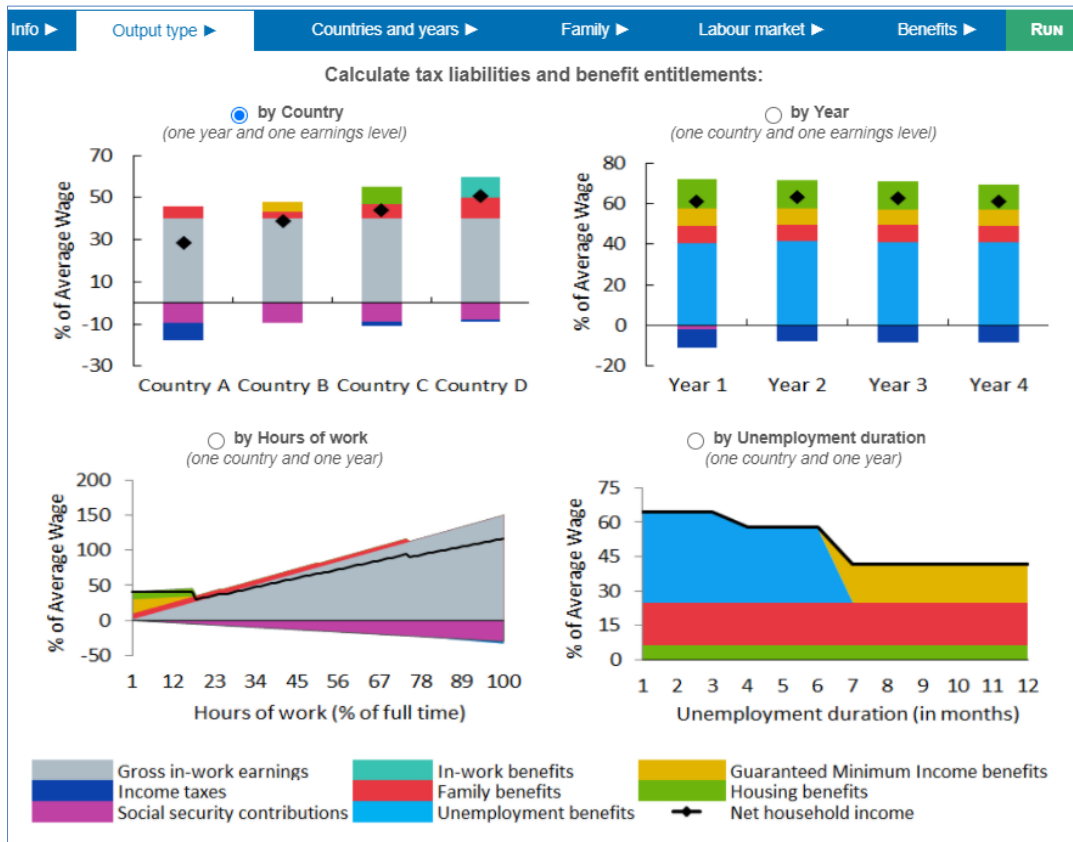 Info ► Output type ► Countries and years ► Family ► Labour market ► Benefits ► RUN
Calculate tax liabilities and benefit entitlements:
by Country
(one year and one earnings level)
% of Average Wage
70
50
30
10
-10
-30
Country A Country B Country C Country D
by Year
(one country and one earnings level)
% of Average Wage
80
60
40
20
0
-20
Year 1 Year 2 Year 3 Year 4
by Hours of work
(one country and one year)
% of Average Wage
200
150
100
50
0
-50
1 12 23 34 45 56 67 78 89 100
Hours of work (% of full time)
by Unemployment duration
(one country and one year)
% of Average Wage
75
60
45
30
15
0
1 2 3 4 5 6 7 8 9 10 11 12
Unemployment duration (in months)
Gross in-work earnings In-work benefits Guaranteed Minimum Income benefits
Income taxes Family benefits Housing benefits
Social security contributions Unemployment benefits Net household income